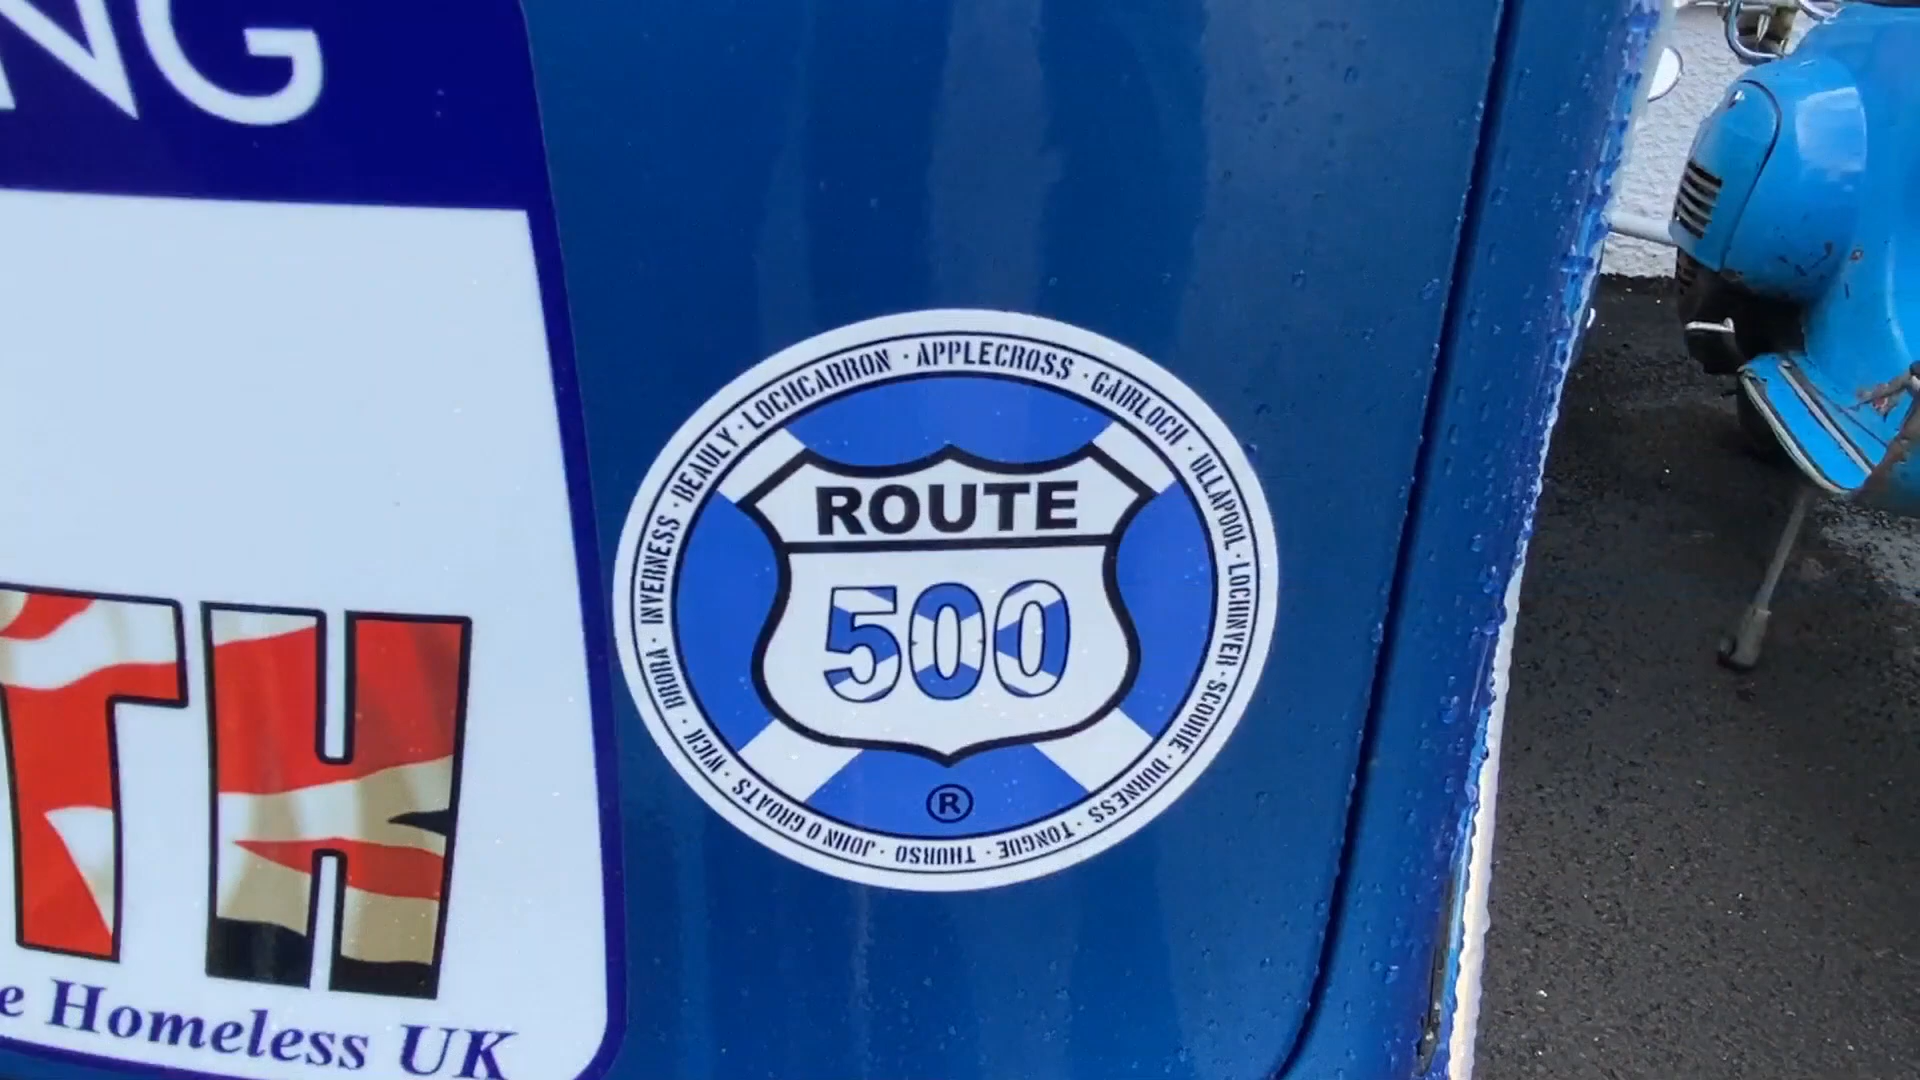 NG
TH
e Homeless UK
INVERNESS · BEAULY · LOCHCARRON · APPLECROSS · GAIRLOCH · ULLAPOOL · LOCHINVER · SCOURIE · DURNESS · TONGUE · THURSO · JOHN O GROATS · WICK · BRORA ·
ROUTE
500
®